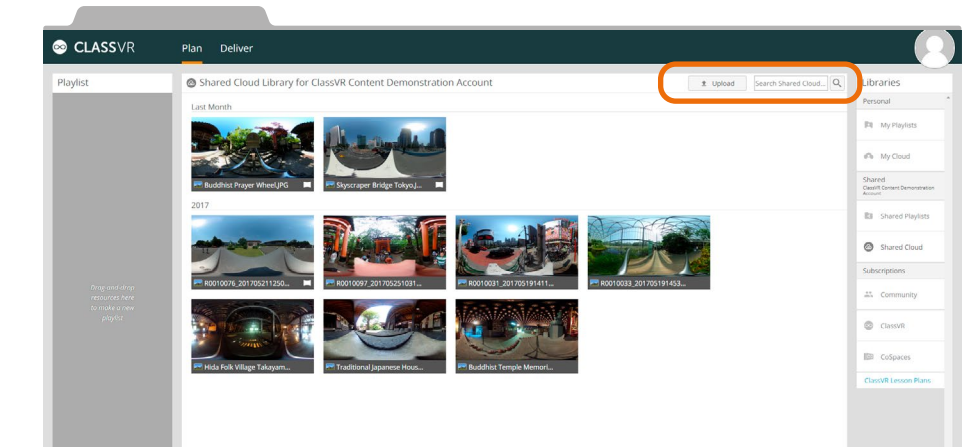 CLASSVR
Plan Deliver
Playlist
Shared Cloud Library for ClassVR Content Demonstration Account
Upload
Search Shared Cloud...
Libraries
Last Month
Buddhist Prayer Wheel.JPG
Skyscraper Bridge Tokyo.J...
2017
R0010076_201705211250...
R0010097_201705251031...
R0010031_201705191411...
R0010033_201705191453...
Hida Folk Village Takayam...
Traditional Japanese Hous...
Buddhist Temple Memori...
Drag and drop
resources here
to make a new
playlist
Personal
My Playlists
My Cloud
Shared
ClassVR Content Demonstration
Account
Shared Playlists
Shared Cloud
Subscriptions
Community
ClassVR
CoSpaces
ClassVR Lesson Plans